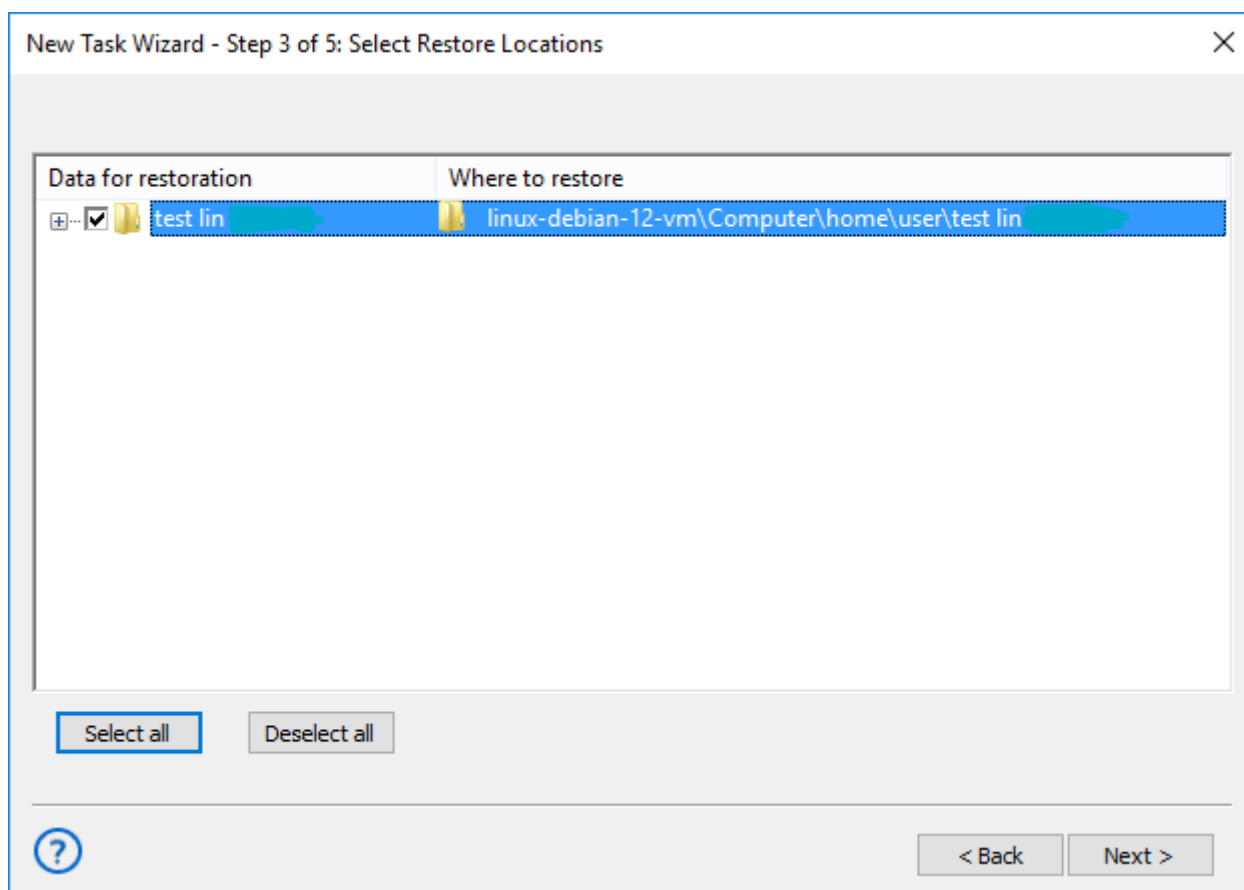 New Task Wizard - Step 3 of 5: Select Restore Locations
Data for restoration Where to restore
test lin linux-debian-12-vm\Computer\home\user\test lin
Select all Deselect all
? < Back Next >